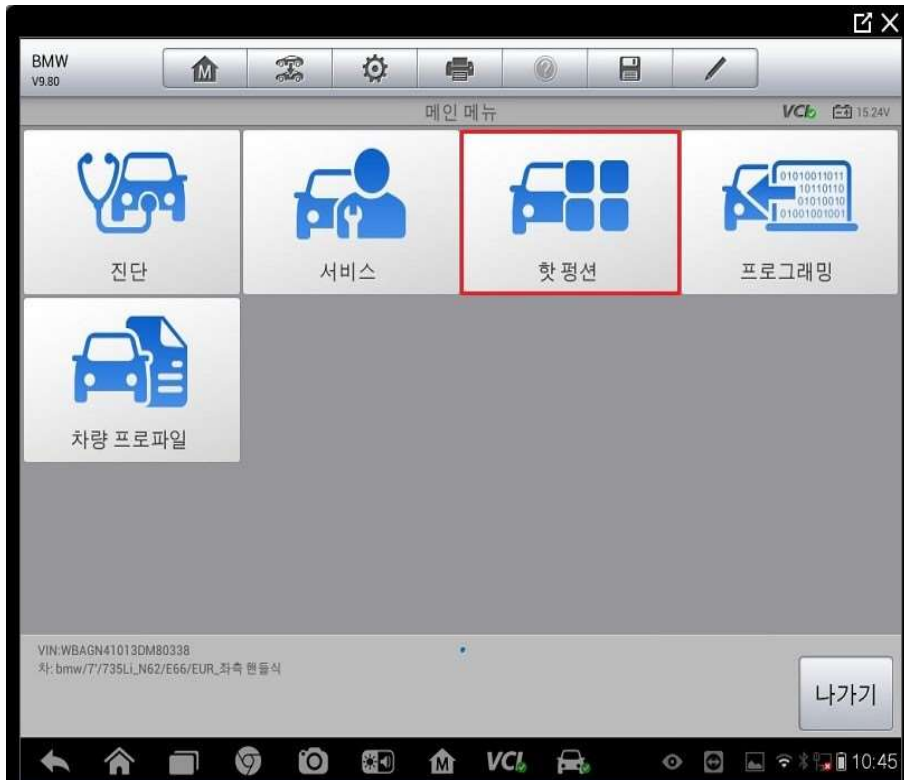 BMW
V9.80
M
메인 메뉴
VCI
15.24V
01010011011
10110110
01010010
01001001001
진단
서비스
핫 펑션
프로그래밍
차량 프로파일
VIN:WBAGN41013DM80338
차: bmw/7'/735Li_N62/E66/EUR_좌측 핸들식
나가기
M
VCI
10:45